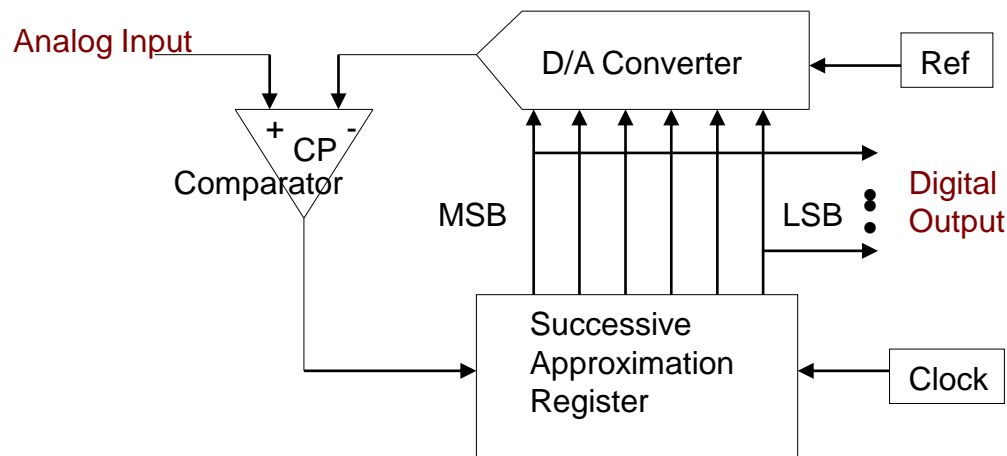 Analog Input
D/A Converter
Ref
+ -
CP
Comparator
MSB
LSB
Digital
Output
Successive
Approximation
Register
Clock